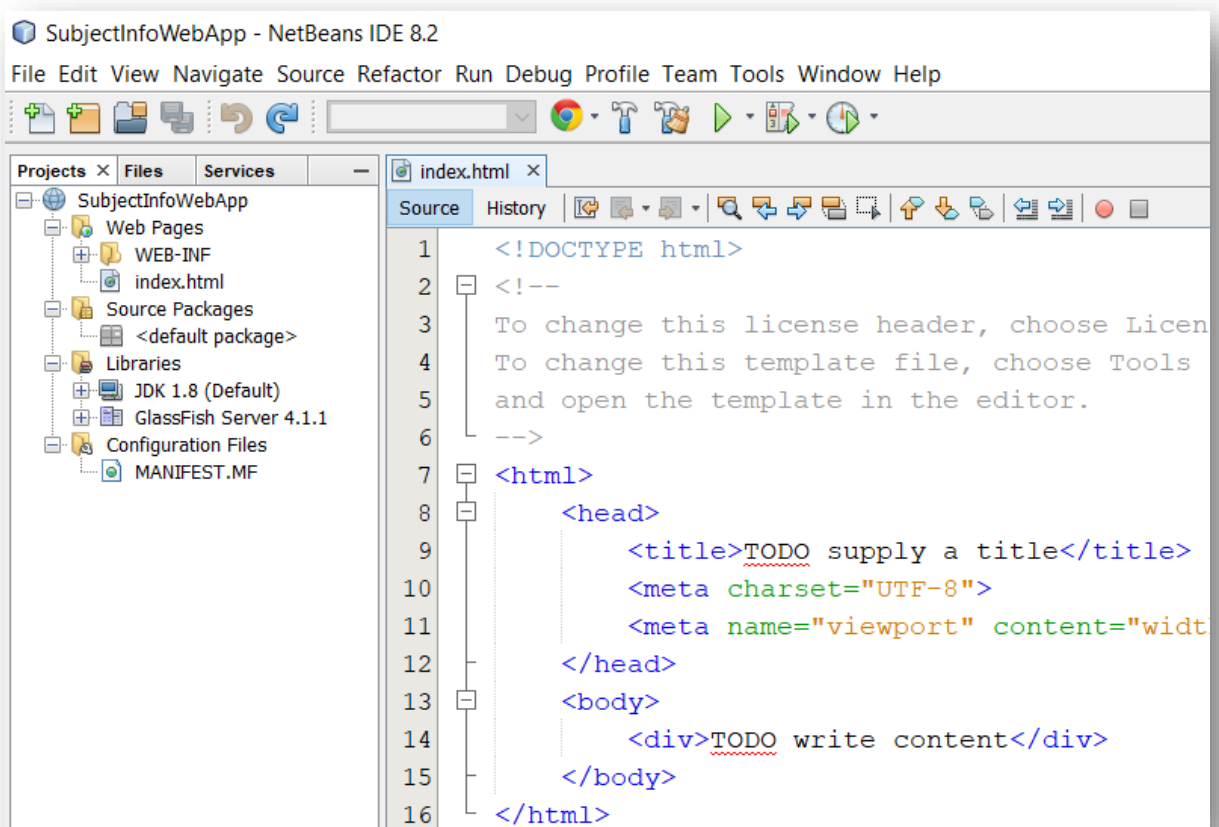 SubjectInfoWebApp - NetBeans IDE 8.2
File Edit View Navigate Source Refactor Run Debug Profile Team Tools Window Help
Projects Files Services
SubjectInfoWebApp
Web Pages
WEB-INF
index.html
Source Packages
<default package>
Libraries
JDK 1.8 (Default)
GlassFish Server 4.1.1
Configuration Files
MANIFEST.MF
index.html
Source History
1 <!DOCTYPE html>
2 <!--
3 To change this license header, choose Licen
4 To change this template file, choose Tools
5 and open the template in the editor.
6 -->
7 <html>
8 <head>
9 <title>TODO supply a title</title>
10 <meta charset="UTF-8">
11 <meta name="viewport" content="widt
12 </head>
13 <body>
14 <div>TODO write content</div>
15 </body>
16 </html>